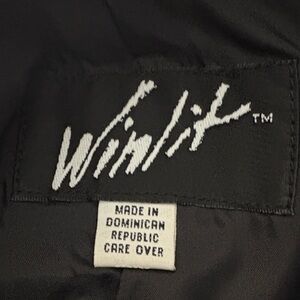 Winlit™
MADE IN
DOMINICAN
REPUBLIC
CARE OVER